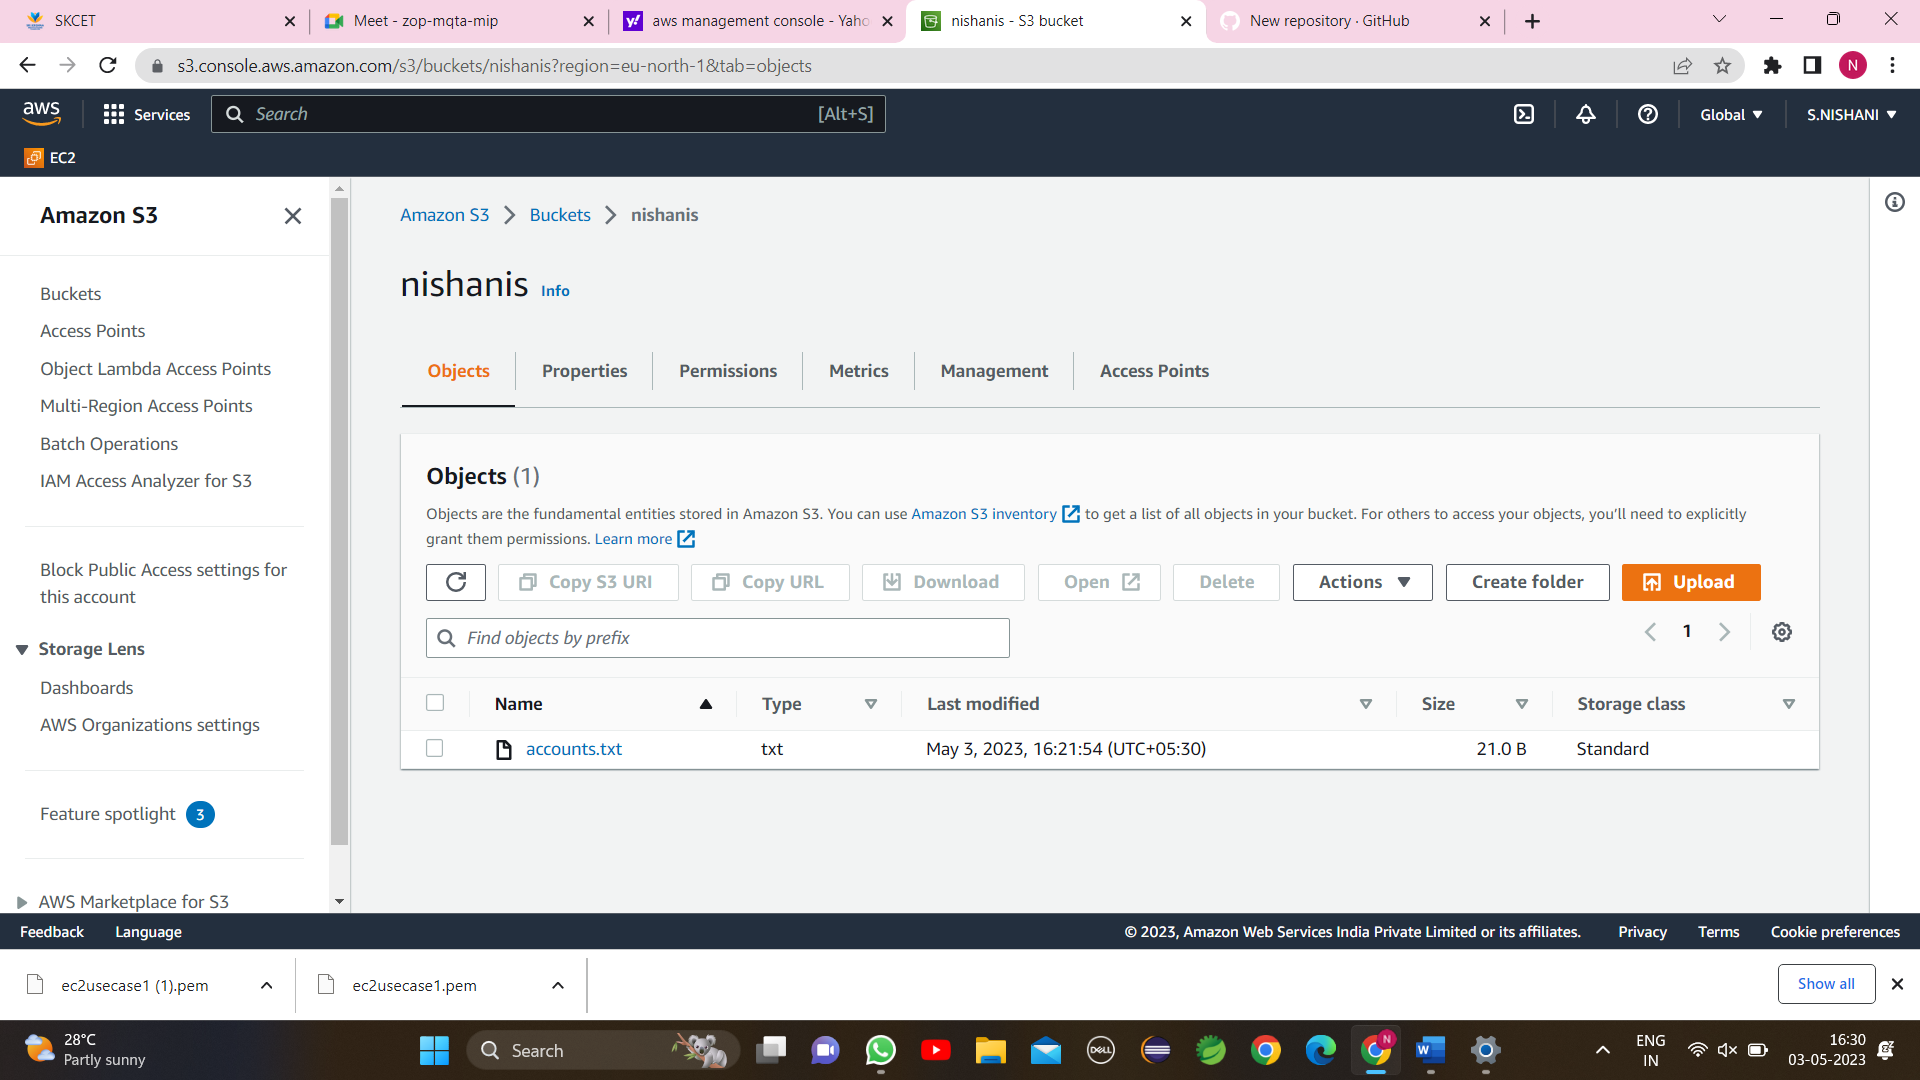 SKCET
Meet - zop-mqta-mip
aws management console - Yaho
nishanis - S3 bucket
New repository · GitHub
s3.console.aws.amazon.com/s3/buckets/nishanis?region=eu-north-1&tab=objects
N
aws
Services
Search
[Alt+S]
Global
S.NISHANI
EC2
Amazon S3
Buckets
Access Points
Object Lambda Access Points
Multi-Region Access Points
Batch Operations
IAM Access Analyzer for S3
Block Public Access settings for
this account
Storage Lens
Dashboards
AWS Organizations settings
Feature spotlight 3
AWS Marketplace for S3
Amazon S3 Buckets nishanis
nishanis Info
Objects Properties Permissions Metrics Management Access Points
Objects (1)
Objects are the fundamental entities stored in Amazon S3. You can use Amazon S3 inventory to get a list of all objects in your bucket. For others to access your objects, you'll need to explicitly
grant them permissions. Learn more
Copy S3 URI Copy URL Download Open Delete Actions Create folder Upload
Find objects by prefix
1
Name Type Last modified Size Storage class
accounts.txt txt May 3, 2023, 16:21:54 (UTC+05:30) 21.0 B Standard
Feedback Language © 2023, Amazon Web Services India Private Limited or its affiliates. Privacy Terms Cookie preferences
ec2usecase1 (1).pem
ec2usecase1.pem
Show all
28°C
Partly sunny
Search
DELL
N
W
ENG
IN
16:30
03-05-2023